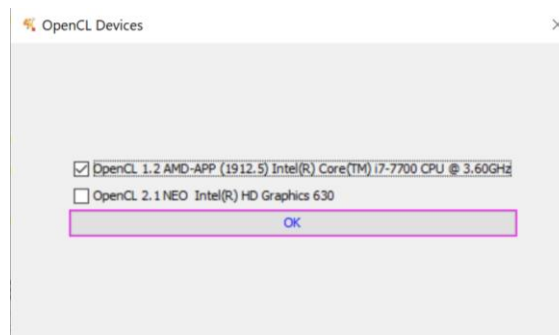 OpenCL Devices
OpenCL 1.2 AMD-APP (1912.5) Intel(R) Core(TM) i7-7700 CPU @ 3.60GHz
OpenCL 2.1 NEO Intel(R) HD Graphics 630
OK